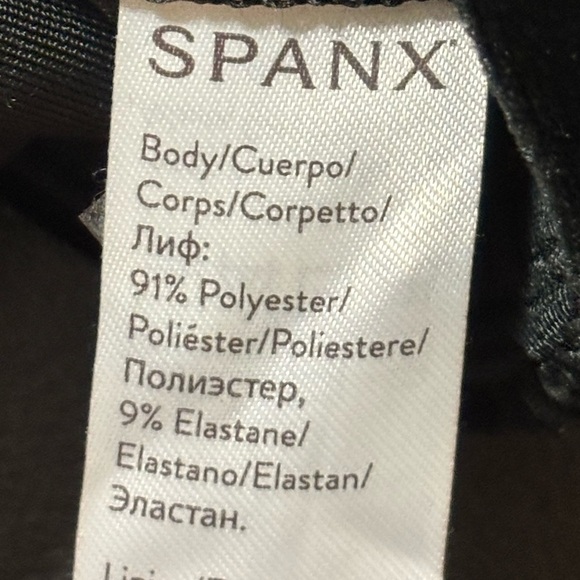 SPANX
Body/Cuerpo/
Corps/Corpetto/
Лиф:
91% Polyester/
Poliéster/Poliestere/
Полиэстер,
9% Elastane/
Elastano/Elastan/
Эластан.